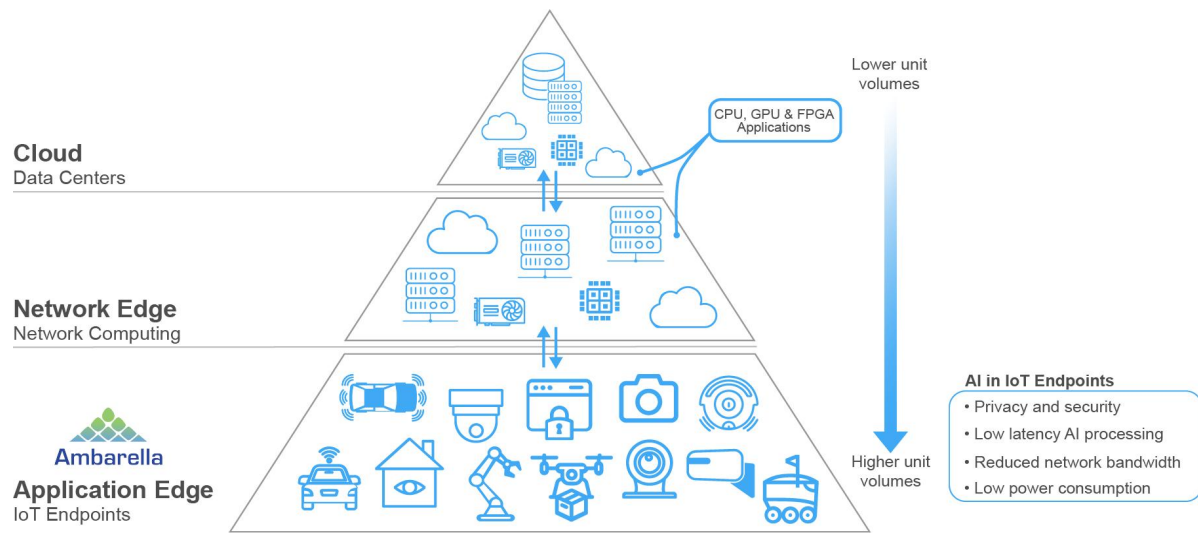 Lower unit
volumes
CPU, GPU & FPGA
Applications
Cloud
Data Centers
Network Edge
Network Computing
Ambarella
Application Edge
IoT Endpoints
Higher unit
volumes
AI in IoT Endpoints
• Privacy and security
• Low latency AI processing
• Reduced network bandwidth
• Low power consumption